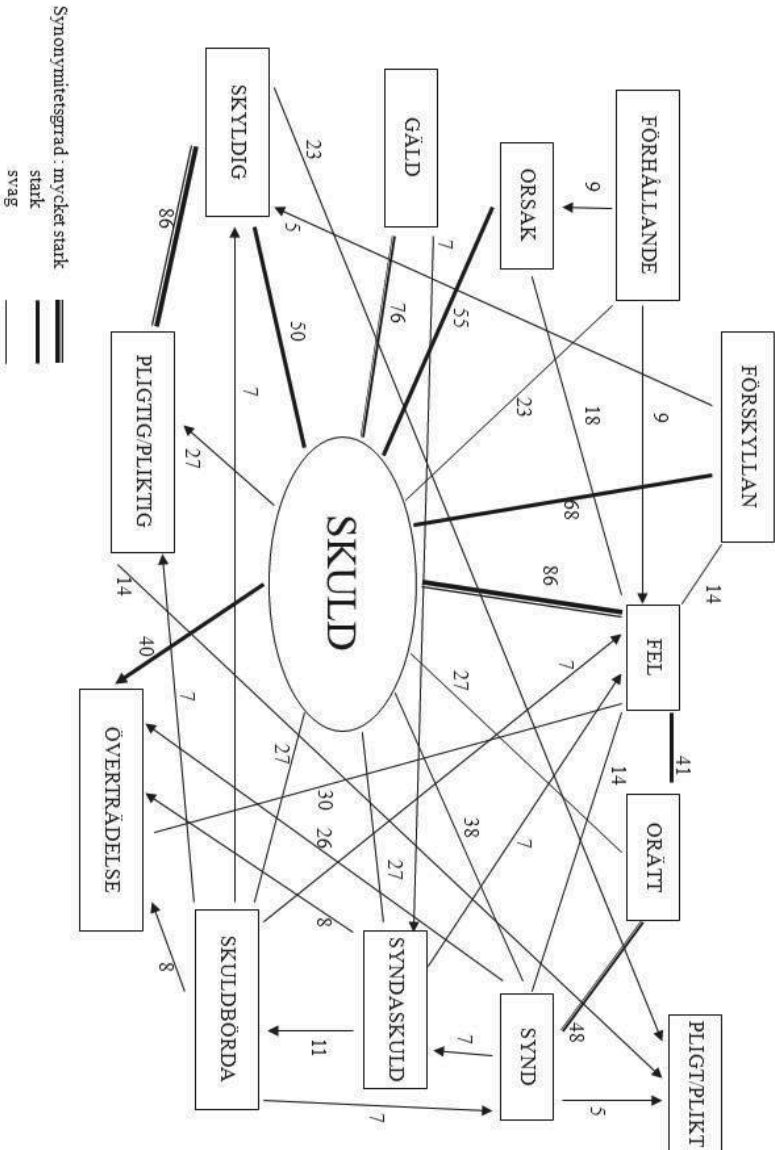 FÖRSKYLLAN
14
PLIGT/PLIKT
41
FÖRHÅLLANDE
9
FEL
ORÄTT
9
14
5
18
68
7
48
ORSAK
86
SYND
23
7
55
27
38
7
7
GÄLD
76
27
SYNDASKULD
7
SKULD
8
11
23
5
50
30
26
27
SKYLDIG
7
SKULDBÖRDA
27
7
86
PLIGTIG/PLIKTIG
14
40
8
ÖVERTRÄDELSE
Synonymitetsgrad : mycket stark
stark
svag